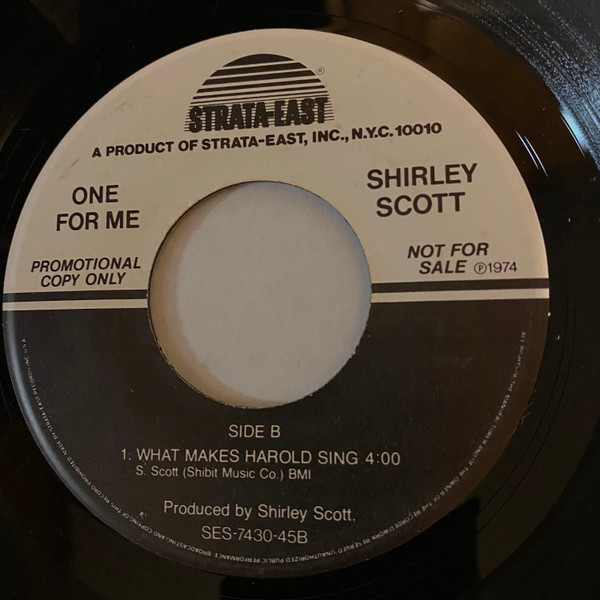 STRATA-EAST®
A PRODUCT OF STRATA-EAST, INC., N.Y.C. 10010
ONE
FOR ME
SHIRLEY
SCOTT
PROMOTIONAL
COPY ONLY
NOT FOR
SALE ℗1974
SIDE B
1. WHAT MAKES HAROLD SING 4:00
S. Scott (Shibit Music Co.) BMI
Produced by Shirley Scott.
SES-7430-45B